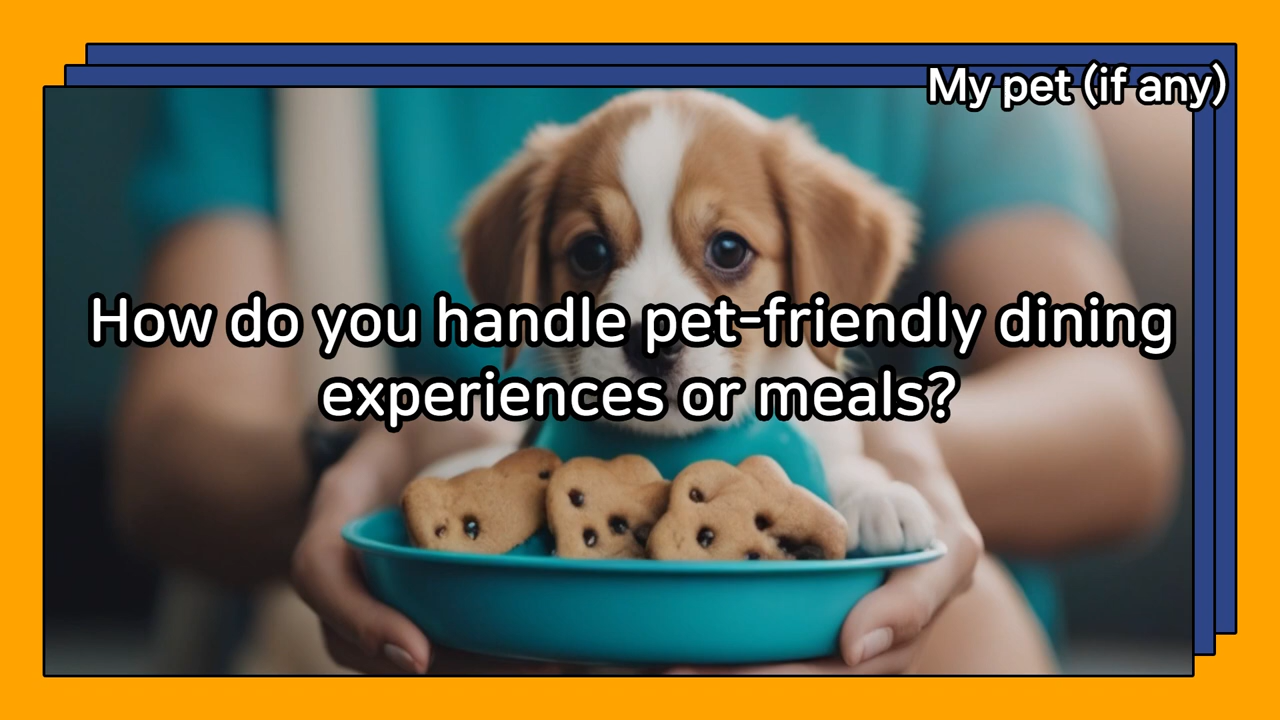 My pet (if any)
How do you handle pet-friendly dining
experiences or meals?